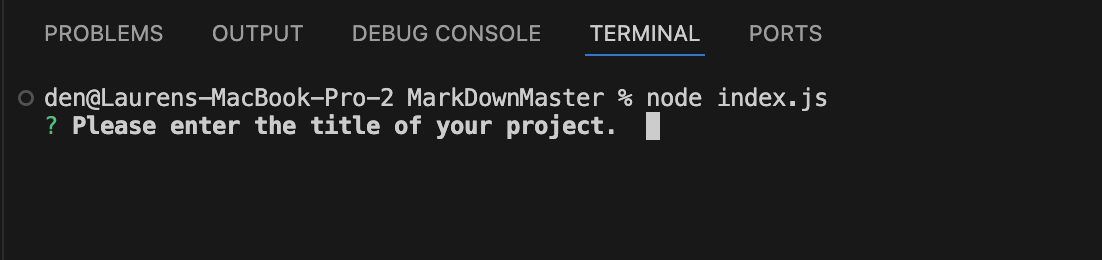 PROBLEMS OUTPUT DEBUG CONSOLE TERMINAL PORTS
den@Laurens-MacBook-Pro-2 MarkDownMaster % node index.js
? Please enter the title of your project.